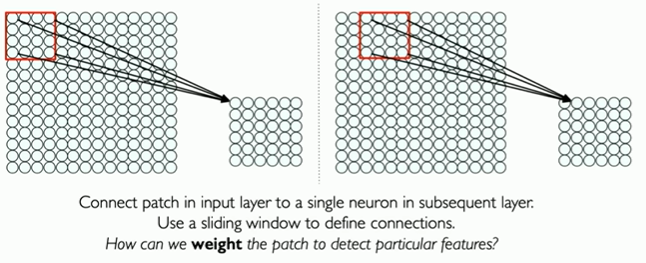 Connect patch in input layer to a single neuron in subsequent layer.
Use a sliding window to define connections.
How can we weight the patch to detect particular features?